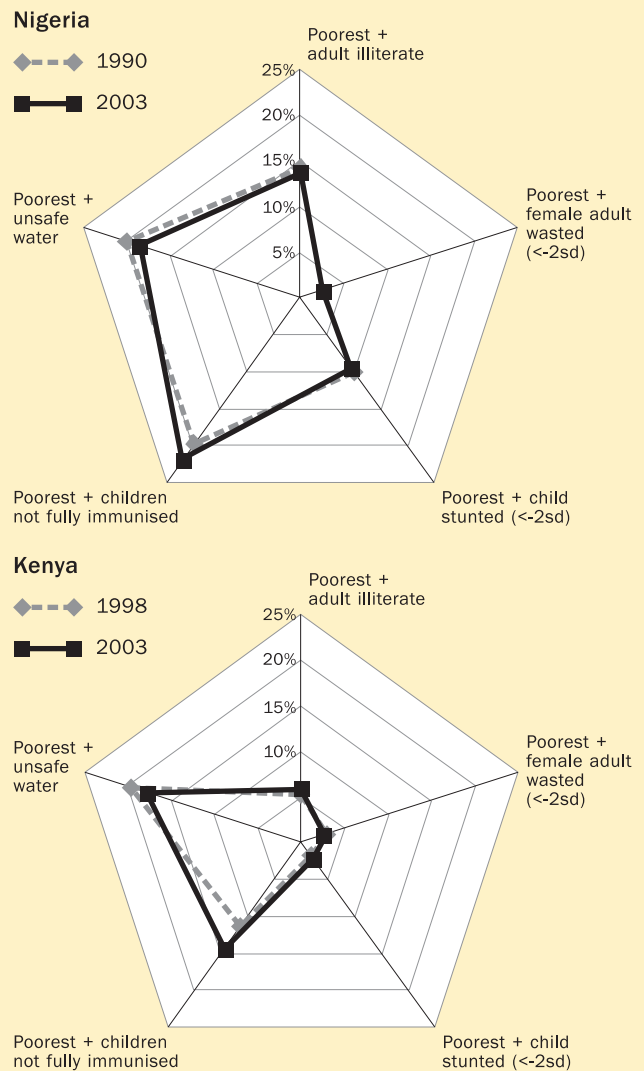 Nigeria
1990
2003
Poorest +
adult illiterate
25%
20%
15%
10%
5%
Poorest +
unsafe
water
Poorest +
female adult
wasted
(<-2sd)
Poorest + children
not fully immunised
Poorest + child
stunted (<-2sd)
Kenya
1998
2003
Poorest +
adult illiterate
25%
20%
15%
10%
Poorest +
unsafe
water
Poorest +
female adult
wasted
(<-2sd)
Poorest + children
not fully immunised
Poorest + child
stunted (<-2sd)